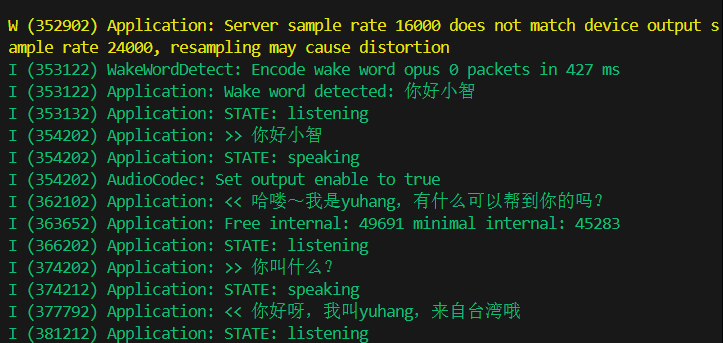 W (352902) Application: Server sample rate 16000 does not match device output s
ample rate 24000, resampling may cause distortion
I (353122) WakeWordDetect: Encode wake word opus 0 packets in 427 ms
I (353122) Application: Wake word detected: 你好小智
I (353132) Application: STATE: listening
I (354202) Application: >> 你好小智
I (354202) Application: STATE: speaking
I (354202) AudioCodec: Set output enable to true
I (362102) Application: << 哈喽～我是yuhang，有什么可以帮到你的吗？
I (363652) Application: Free internal: 49691 minimal internal: 45283
I (366202) Application: STATE: listening
I (374202) Application: >> 你叫什么？
I (374212) Application: STATE: speaking
I (377792) Application: << 你好呀，我叫yuhang，来自台湾哦
I (381212) Application: STATE: listening